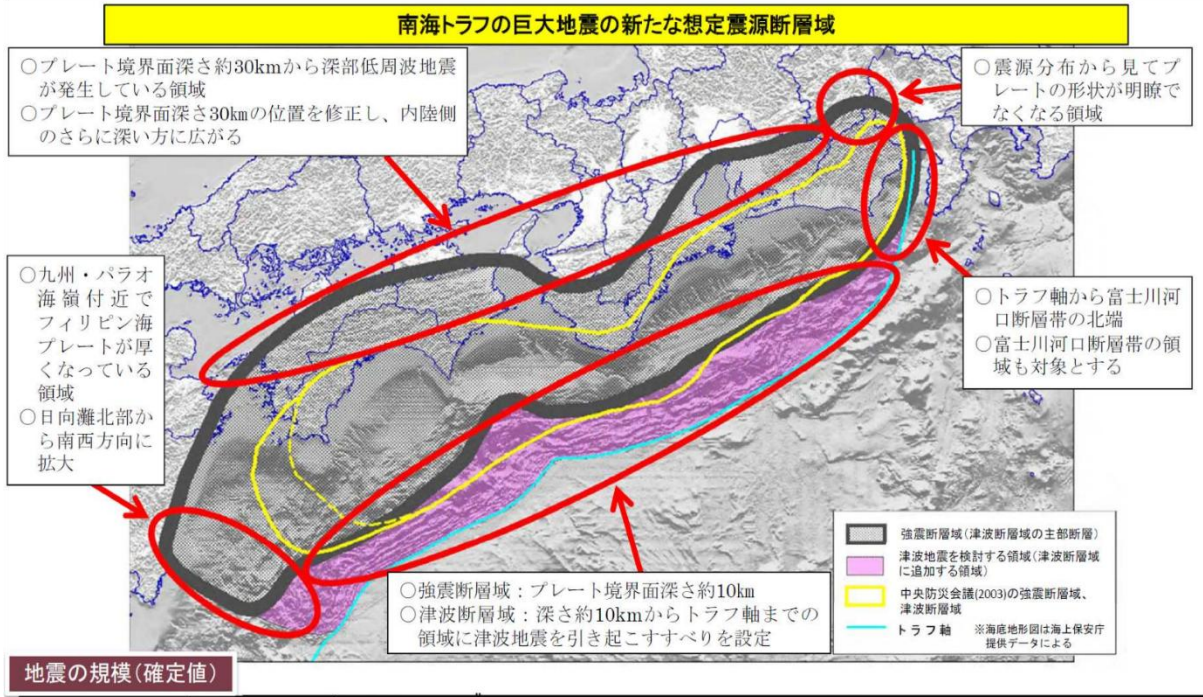 南海トラフの巨大地震の新たな想定震源断層域
○プレート境界面深さ約30kmから深部低周波地震
が発生している領域
○プレート境界面深さ30㎞の位置を修正し、内陸側
のさらに深い方に広がる
○震源分布から見てプ
レートの形状が明瞭で
なくなる領域
○九州・パラオ
海嶺付近で
フィリピン海
プレートが厚
くなっている
領域
○日向灘北部か
ら南西方向に
拡大
○トラフ軸から富士川河
口断層帯の北端
○富士川河口断層帯の領
域も対象とする
○強震断層域：プレート境界面深さ約10㎞
○津波断層域：深さ約10kmからトラフ軸までの
領域に津波地震を引き起こすすべりを設定
強震断層域(津波断層域の主部断層)
津波地震を検討する領域(津波断層域
に追加する領域)
中央防災会議(2003)の強震断層域、
津波断層域
トラフ軸 ※海底地形図は海上保安庁
提供データによる
地震の規模(確定値)